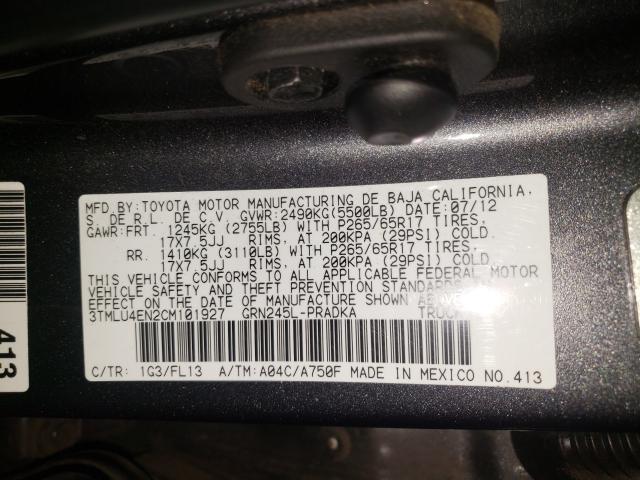 MFD.BY:TOYOTA MOTOR MANUFACTURING DE BAJA CALIFORNIA,
S. DE R.L. DE C.V. GVWR:2490KG(5500LB) DATE:07/12
GAWR:FRT. 1245KG (2755LB) WITH P265/65R17 TIRES,
17X7.5JJ RIMS, AT 200KPA (29PSI) COLD.
RR. 1410KG (3110LB) WITH P265/65R17 TIRES,
17X7.5JJ RIMS, AT 200KPA (29PSI) COLD.
THIS VEHICLE CONFORMS TO ALL APPLICABLE FEDERAL MOTOR
VEHICLE SAFETY AND THEFT PREVENTION STANDARDS IN
EFFECT ON THE DATE OF MANUFACTURE SHOWN ABOVE.
3TMLU4EN2CM101927 GRN245L-PRADKA TRUCK
C/TR: 1G3/FL13 A/TM:A04C/A750F MADE IN MEXICO NO.413
413